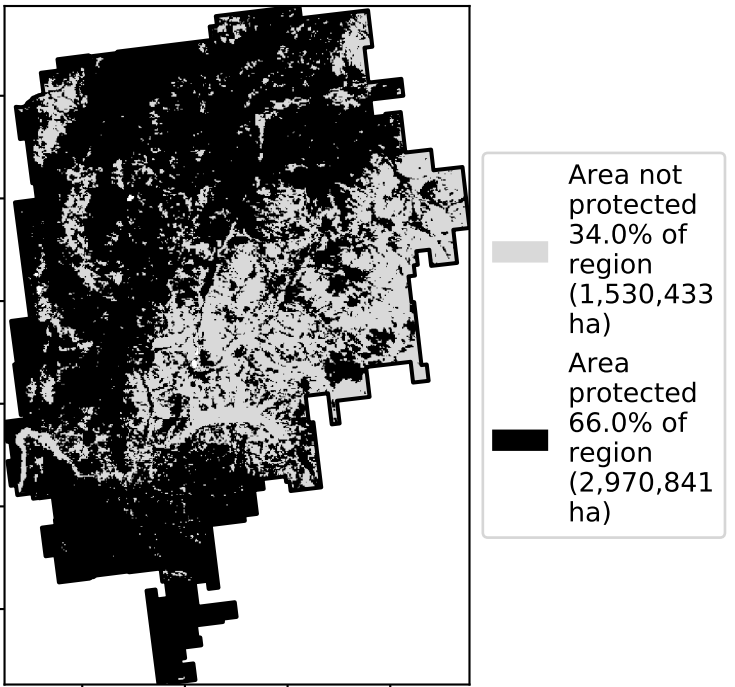 Area not
protected
34.0% of
region
(1,530,433
ha)
Area
protected
66.0% of
region
(2,970,841
ha)